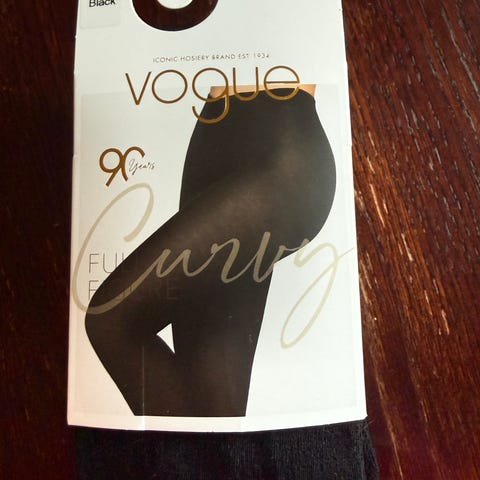 Black
ICONIC HOSIERY BRAND EST 1934
vogue
90 Years
Curvy
FULL
FIGURE